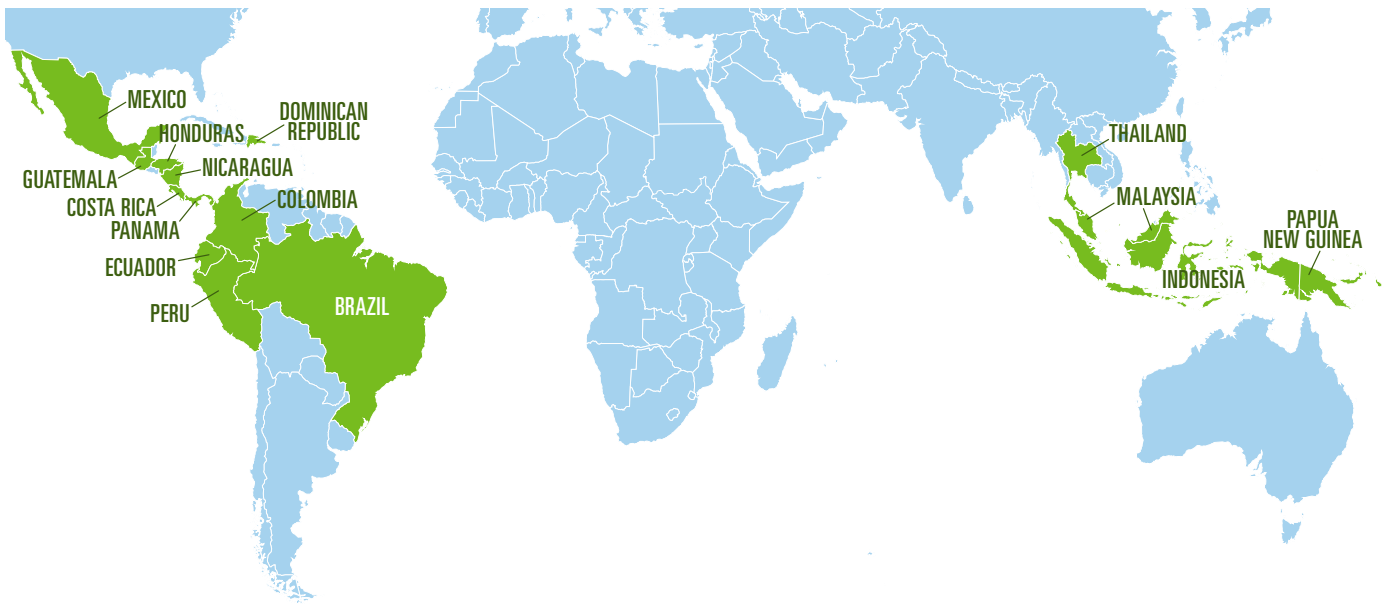 MEXICO
DOMINICAN
REPUBLIC
HONDURAS
NICARAGUA
GUATEMALA
COSTA RICA
COLOMBIA
PANAMA
ECUADOR
PERU
BRAZIL
THAILAND
MALAYSIA
PAPUA
NEW GUINEA
INDONESIA